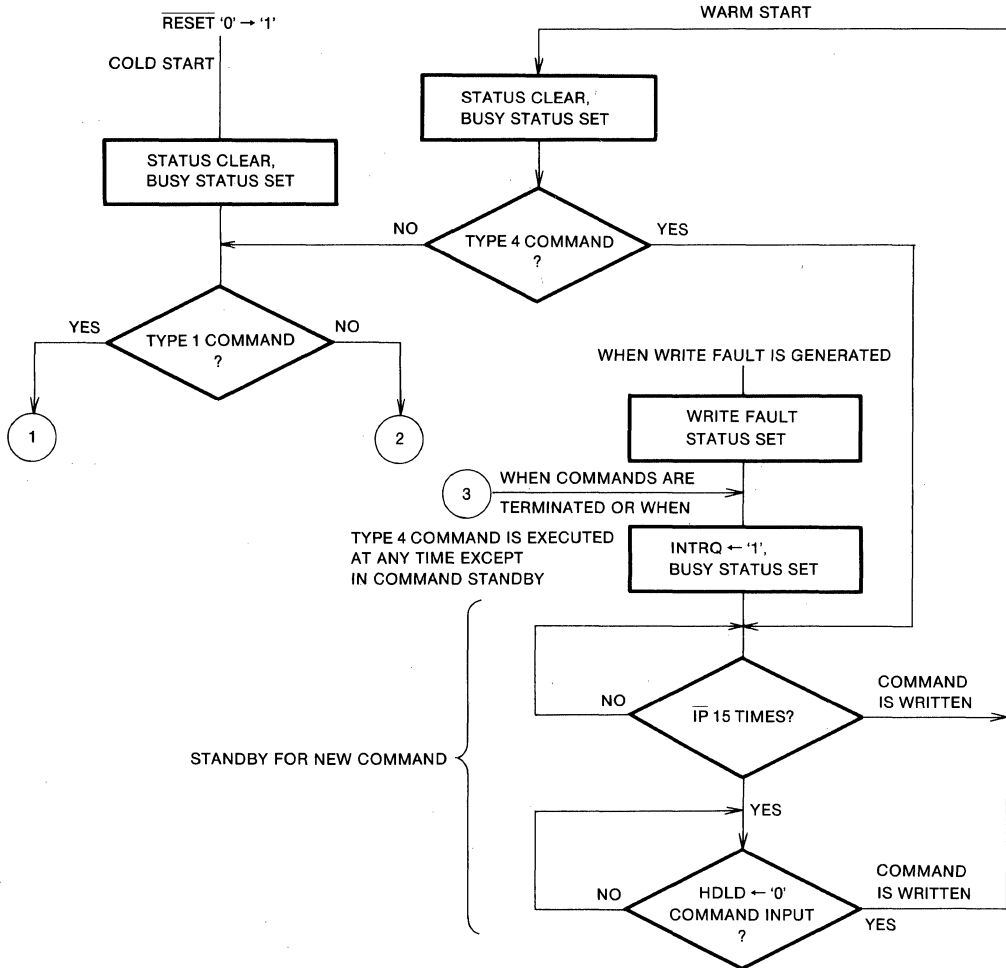 WARM START
RESET '0' → '1'
COLD START
STATUS CLEAR,
BUSY STATUS SET
STATUS CLEAR,
BUSY STATUS SET
NO
TYPE 4 COMMAND
?
YES
YES
TYPE 1 COMMAND
?
NO
1
2
WHEN WRITE FAULT IS GENERATED
WRITE FAULT
STATUS SET
3
WHEN COMMANDS ARE
TERMINATED OR WHEN
TYPE 4 COMMAND IS EXECUTED
AT ANY TIME EXCEPT
IN COMMAND STANDBY
INTRQ ← '1',
BUSY STATUS SET
NO
IP 15 TIMES?
COMMAND
IS WRITTEN
STANDBY FOR NEW COMMAND
YES
NO
HDLD ← '0'
COMMAND INPUT
?
COMMAND
IS WRITTEN
YES